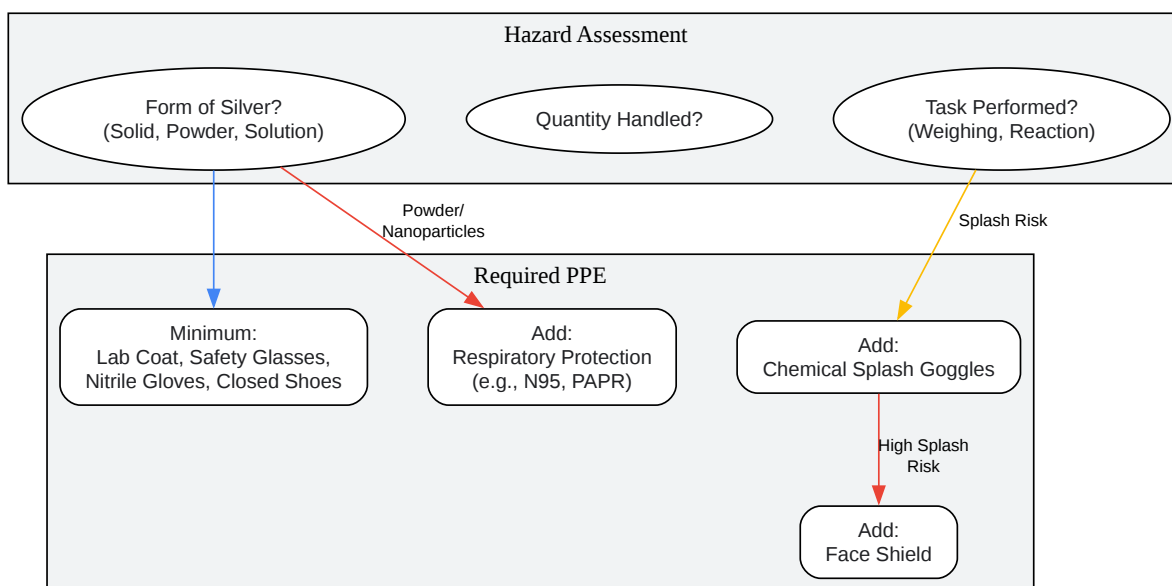 Hazard Assessment
Form of Silver?
(Solid, Powder, Solution)
Quantity Handled?
Task Performed?
(Weighing, Reaction)
Powder/
Nanoparticles
Splash Risk
Required PPE
Minimum:
Lab Coat, Safety Glasses,
Nitrile Gloves, Closed Shoes
Add:
Respiratory Protection
(e.g., N95, PAPR)
Add:
Chemical Splash Goggles
High Splash
Risk
Add:
Face Shield